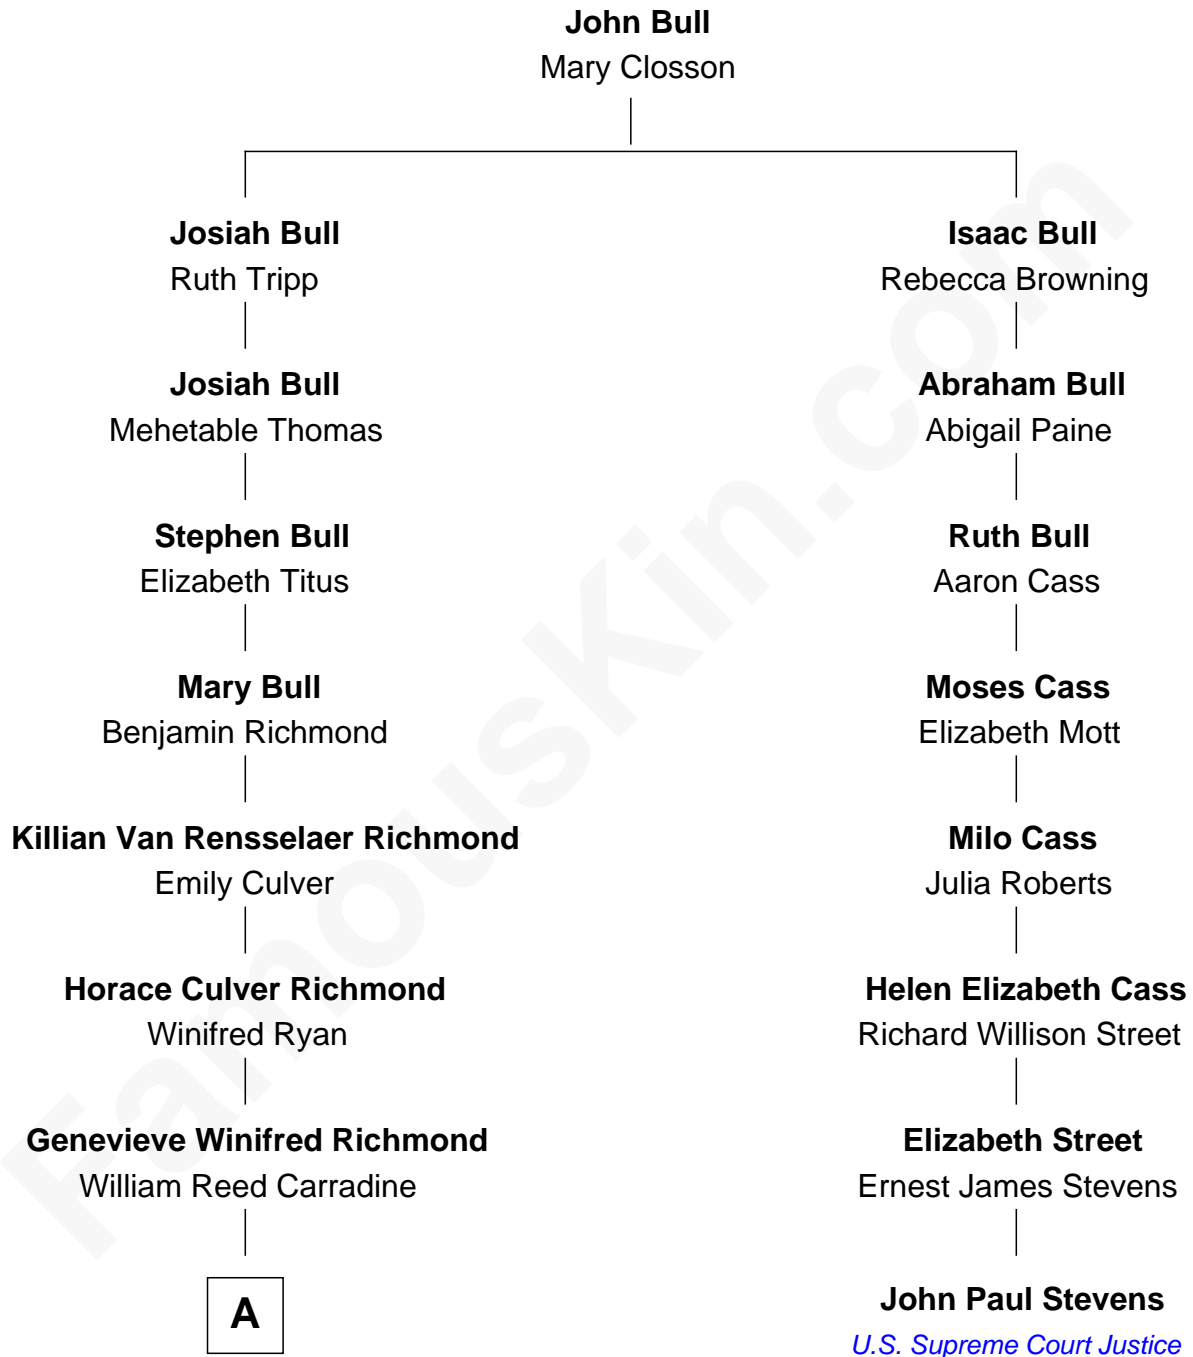 John Bull
Mary Closson
Josiah Bull
Ruth Tripp
Isaac Bull
Rebecca Browning
Josiah Bull
Mehetable Thomas
Abraham Bull
Abigail Paine
Stephen Bull
Elizabeth Titus
Ruth Bull
Aaron Cass
Mary Bull
Benjamin Richmond
Moses Cass
Elizabeth Mott
Killian Van Rensselaer Richmond
Emily Culver
Milo Cass
Julia Roberts
Horace Culver Richmond
Winifred Ryan
Helen Elizabeth Cass
Richard Willison Street
Genevieve Winifred Richmond
William Reed Carradine
Elizabeth Street
Ernest James Stevens
A
John Paul Stevens
U.S. Supreme Court Justice
FamousKin.com